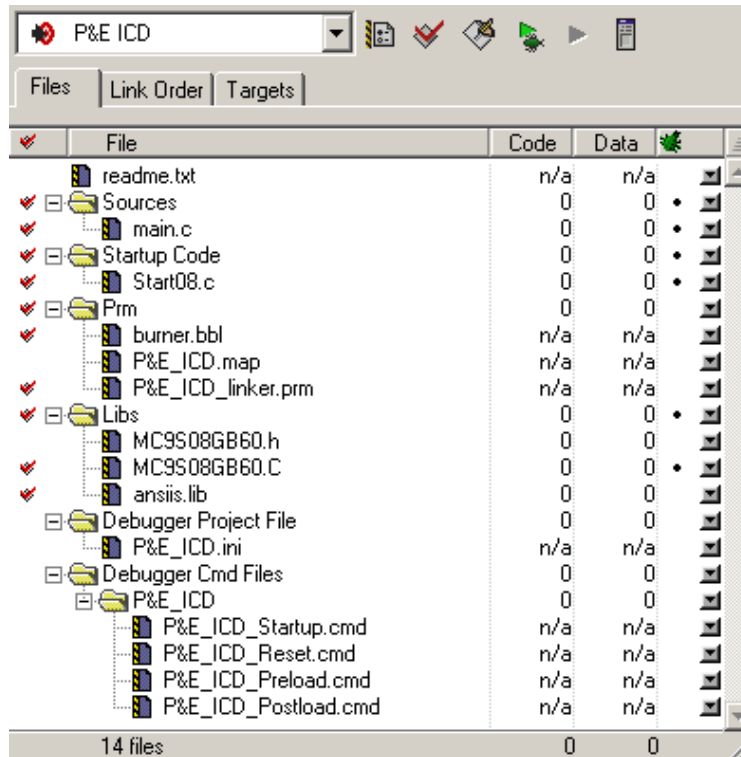 P&E ICD
Files Link Order Targets
File Code Data
readme.txt n/a n/a
Sources 0 0
main.c 0 0
Startup Code 0 0
Start08.c 0 0
Prm 0 0
burner.bbl n/a n/a
P&E_ICD.map n/a n/a
P&E_ICD_linker.prm n/a n/a
Libs 0 0
MC9S08GB60.h 0 0
MC9S08GB60.C 0 0
ansiis.lib 0 0
Debugger Project File 0 0
P&E_ICD.ini n/a n/a
Debugger Cmd Files 0 0
P&E_ICD 0 0
P&E_ICD_Startup.cmd n/a n/a
P&E_ICD_Reset.cmd n/a n/a
P&E_ICD_Preload.cmd n/a n/a
P&E_ICD_Postload.cmd n/a n/a
14 files 0 0